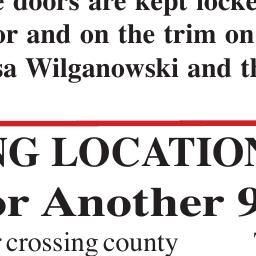 doors are kept locke
or and on the trim on
sa Wilganowski and th
NG LOCATION
or Another 9
crossing county